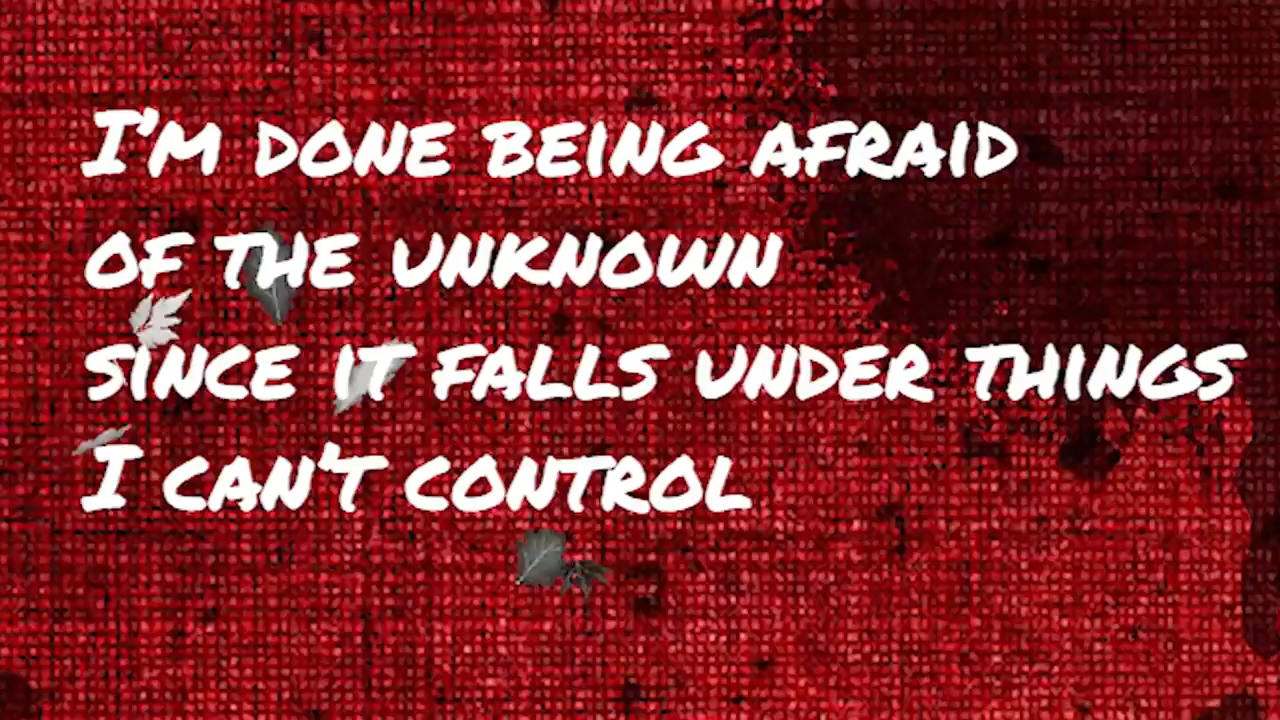 I'M DONE BEING AFRAID
OF THE UNKNOWN
SINCE IT FALLS UNDER THINGS
I CAN'T CONTROL